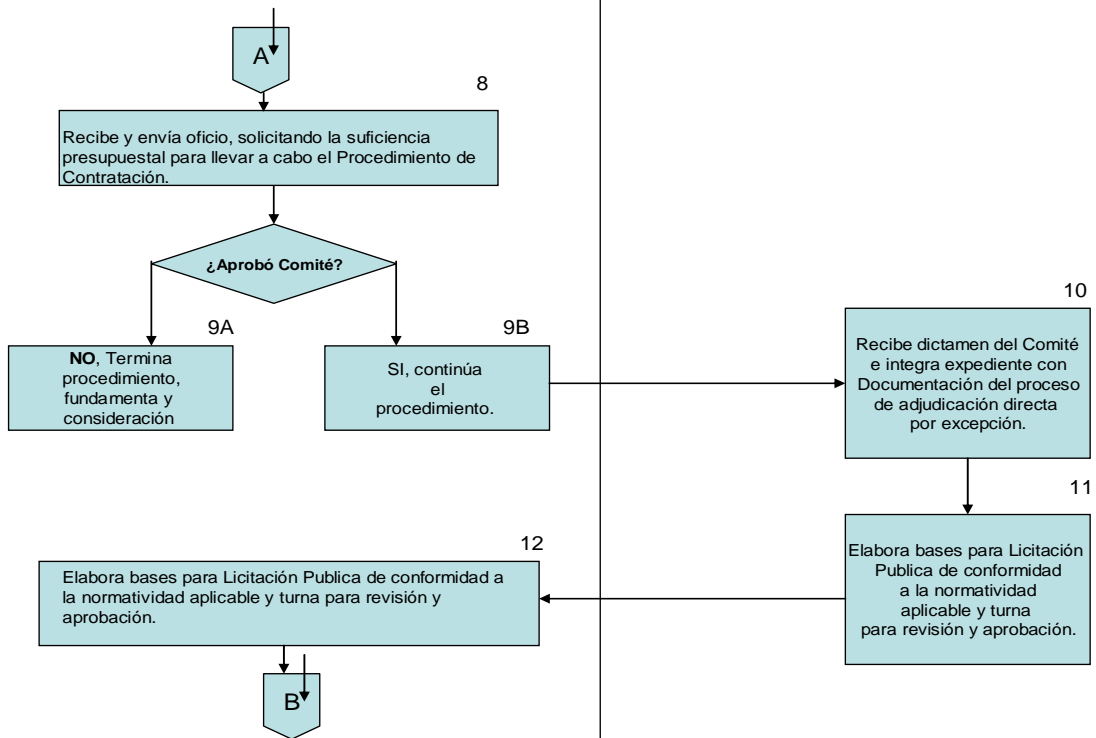 A
8
Recibe y envía oficio, solicitando la suficiencia
presupuestal para llevar a cabo el Procedimiento de
Contratación.
¿Aprobó Comité?
9A
NO, Termina
procedimiento,
fundamenta y
consideración
9B
SI, continúa
el
procedimiento.
10
Recibe dictamen del Comité
e integra expediente con
Documentación del proceso
de adjudicación directa
por excepción.
11
Elabora bases para Licitación
Publica de conformidad
a la normatividad
aplicable y turna
para revisión y aprobación.
12
Elabora bases para Licitación Publica de conformidad a
la normatividad aplicable y turna para revisión y
aprobación.
B